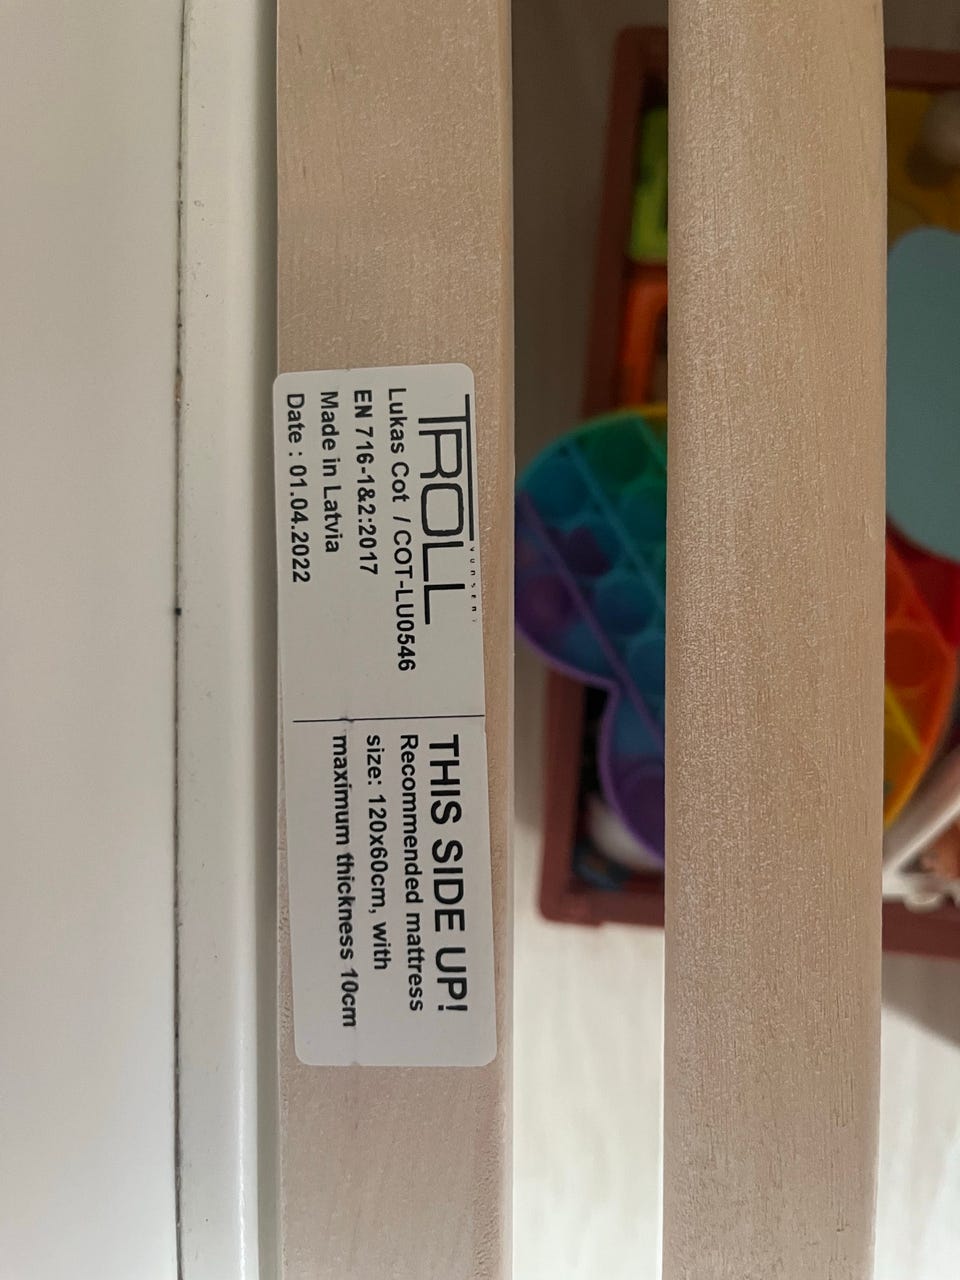 TROLL
NURSERY
Lukas Cot / COT-LU0546
EN 716-1&2:2017
Made in Latvia
Date : 01.04.2022
THIS SIDE UP!
Recommended mattress
size: 120x60cm, with
maximum thickness 10cm